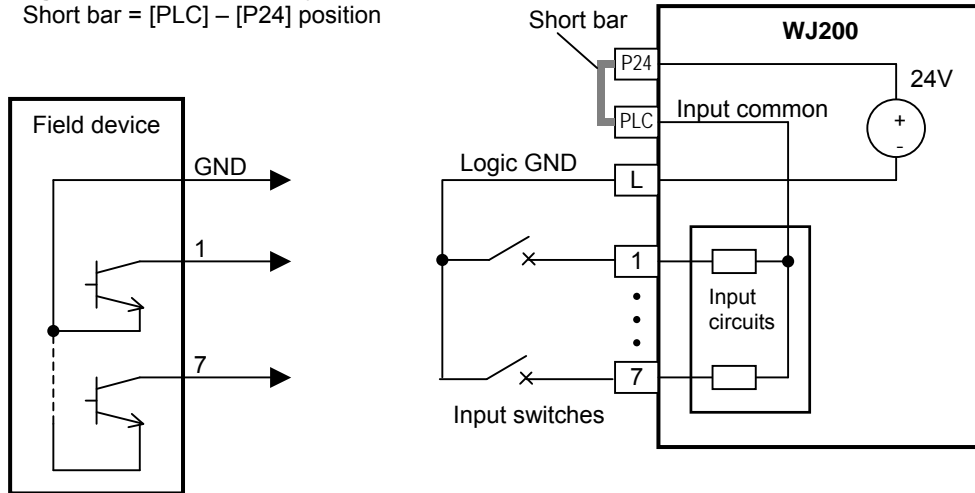 Short bar = [PLC] – [P24] position
Short bar
WJ200
P24
24V
PLC
Input common
+
-
Field device
GND
Logic GND
L
1
1
Input
circuits
7
7
Input switches